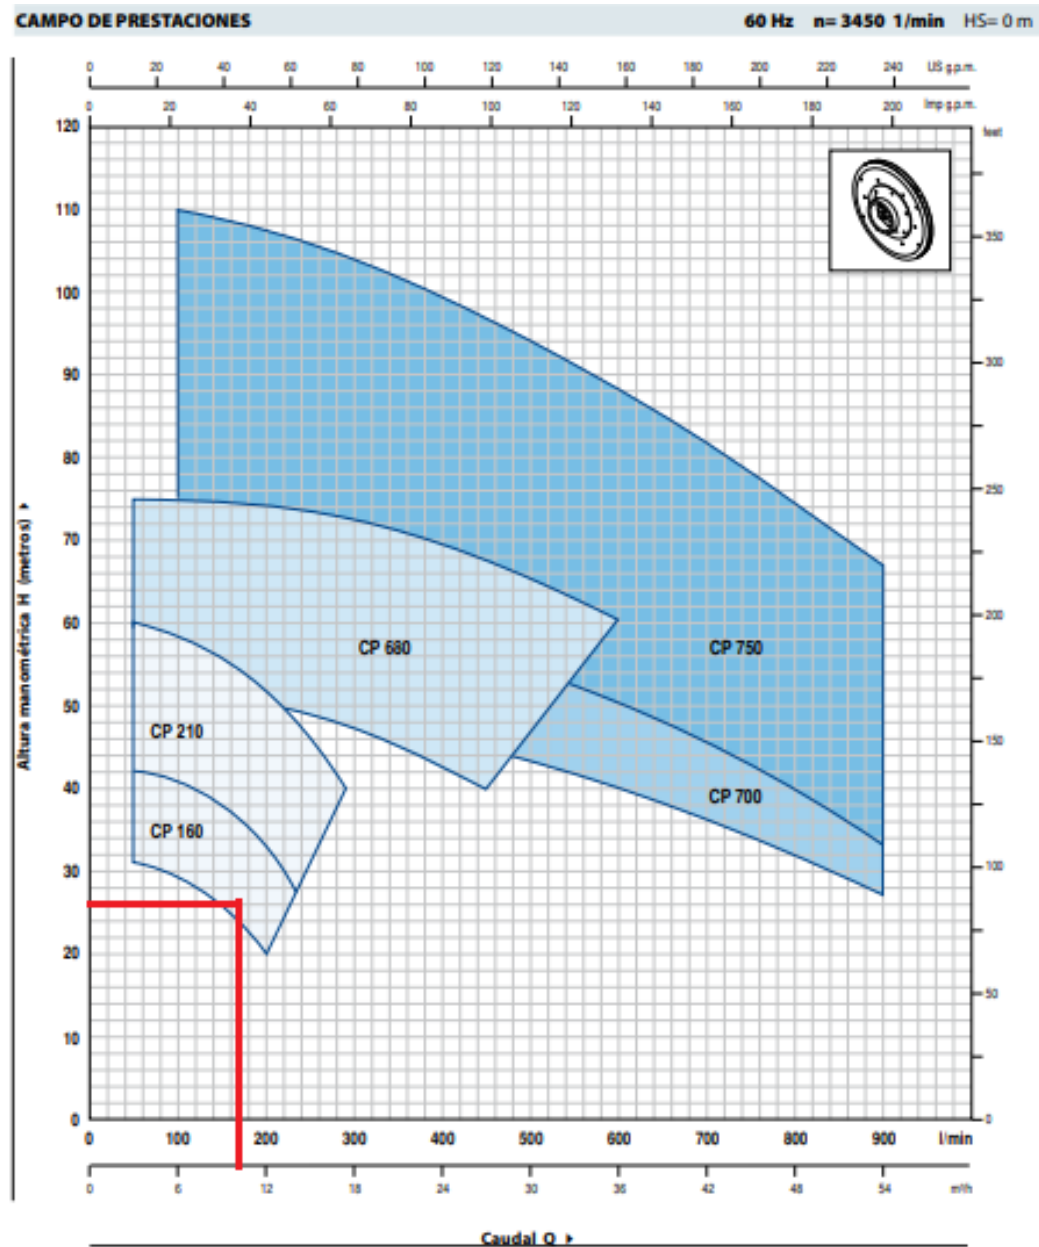 CAMPO DE PRESTACIONES 60 Hz n= 3450 1/min HS= 0 m
0 20 40 60 80 100 120 140 160 180 200 220 240 US g.p.m.
0 20 40 60 80 100 120 140 160 180 200 Imp g.p.m.
120 feet
110
350
100
300
90
80
250
70
60 200
CP 680 CP 750
50
CP 210
150
40
CP 700
CP 160
30
100
20
50
10
0 0
0 100 200 300 400 500 600 700 800 900 l/min
0 6 12 18 24 30 36 42 48 54 m³/h
Altura manométrica H (metros) ▸
Caudal Q ▸